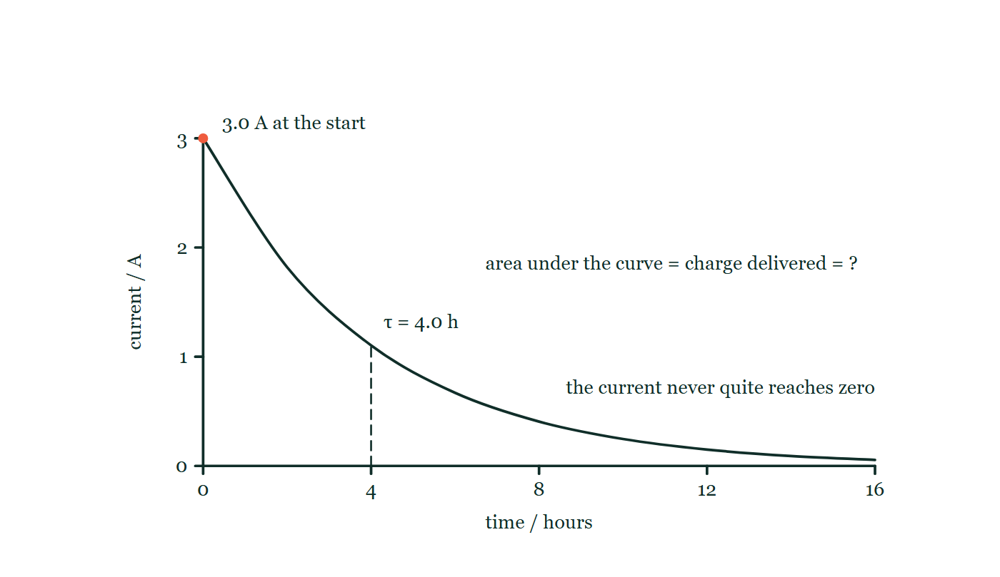 3.0 A at the start
3
2
1
0
current / A
area under the curve = charge delivered = ?
τ = 4.0 h
the current never quite reaches zero
0 4 8 12 16
time / hours